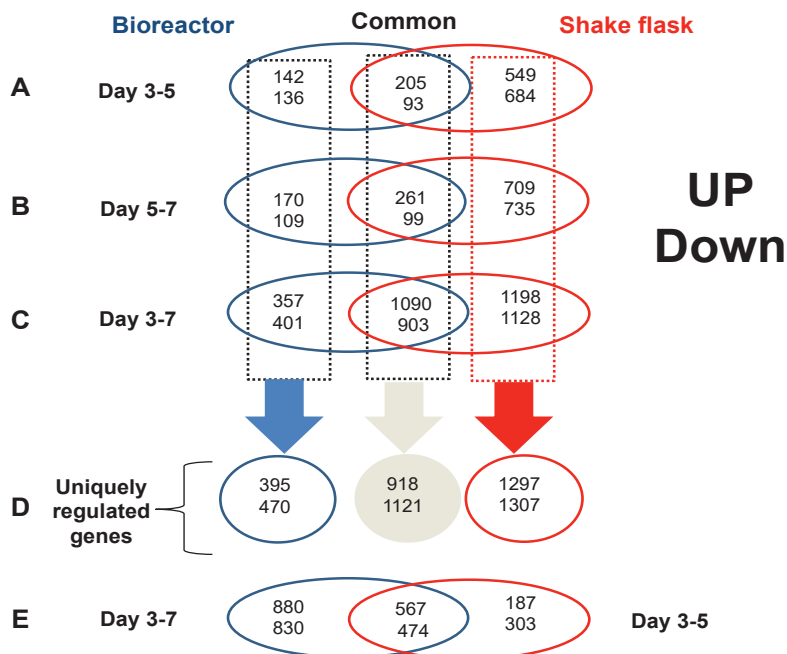 Bioreactor Common Shake flask
A Day 3-5 142 205 549
136 93 684
B Day 5-7 170 261 709
109 99 735
UP
Down
C Day 3-7 357 1090 1198
401 903 1128
D Uniquely regulated genes 395 918 1297
470 1121 1307
E Day 3-7 880 567 187 Day 3-5
830 474 303